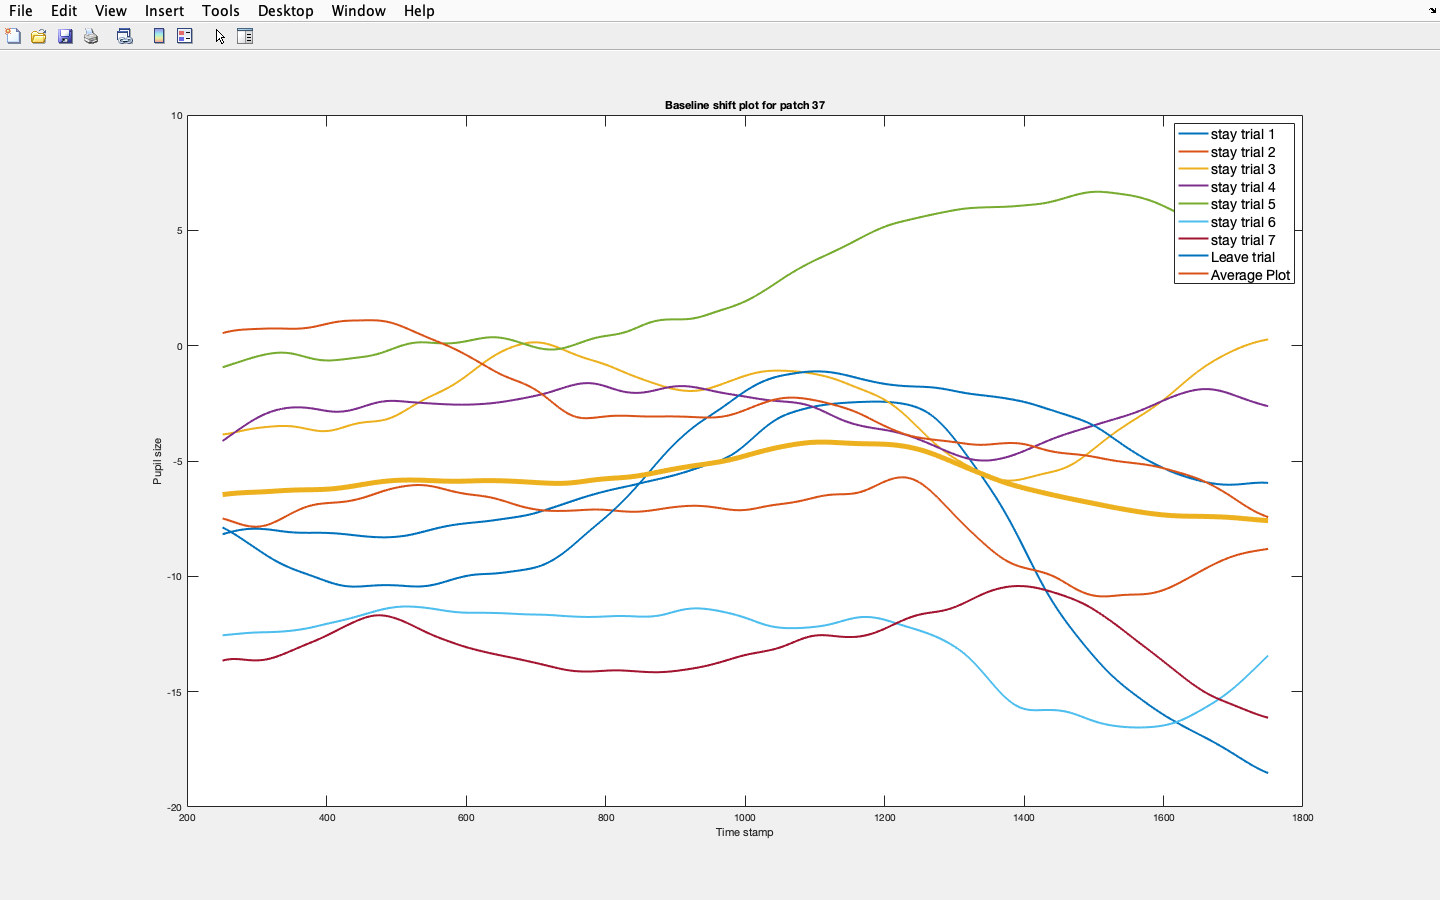 File Edit View Insert Tools Desktop Window Help
Baseline shift plot for patch 37
10
5
0
-5
-10
-15
-20
Pupil size
stay trial 1
stay trial 2
stay trial 3
stay trial 4
stay trial 5
stay trial 6
stay trial 7
Leave trial
Average Plot
200 400 600 800 1000 1200 1400 1600 1800
Time stamp